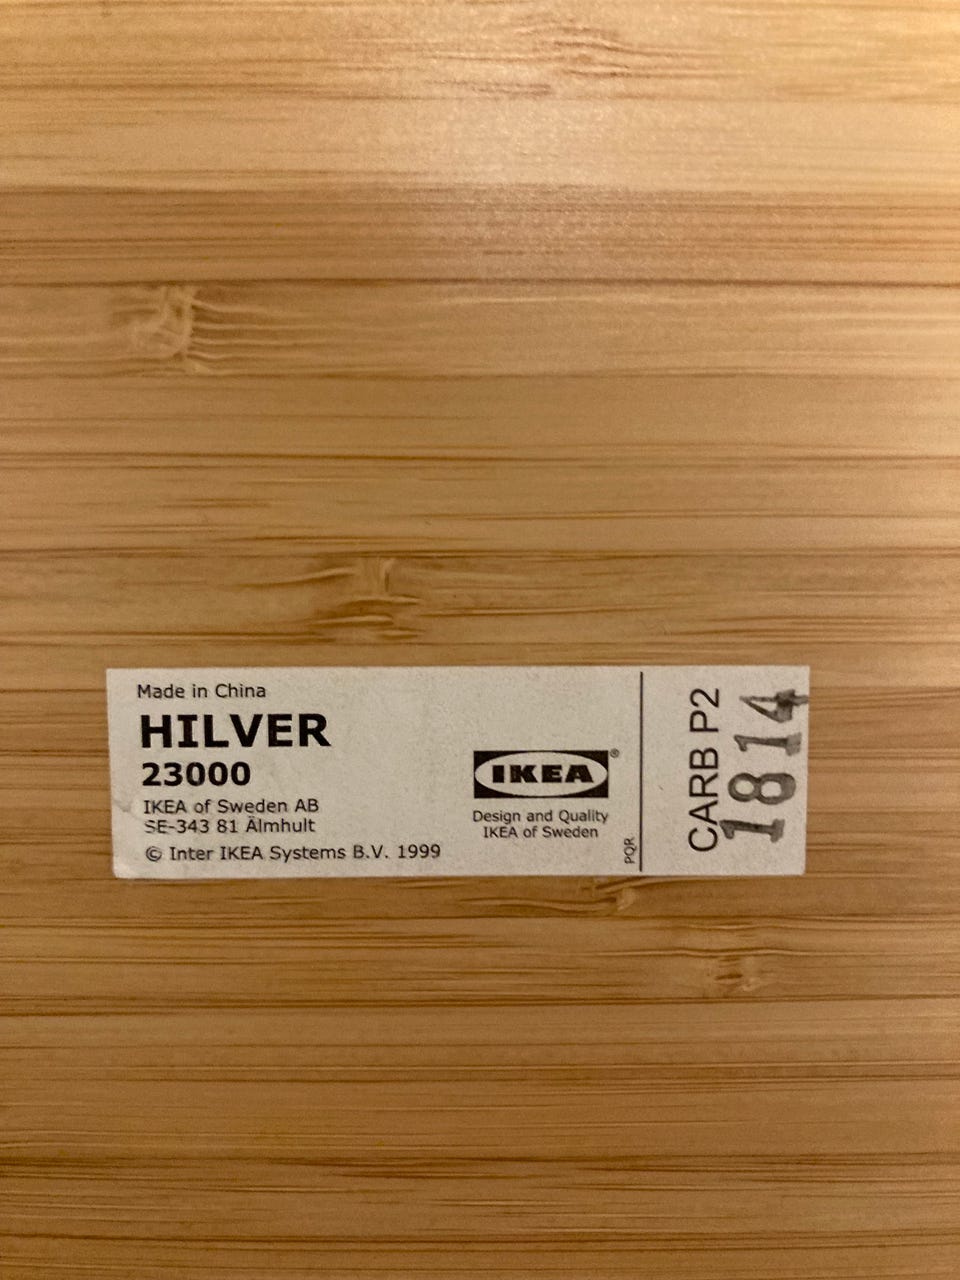 Made in China
HILVER
23000
IKEA of Sweden AB
SE-343 81 Älmhult
© Inter IKEA Systems B.V. 1999
IKEA®
Design and Quality
IKEA of Sweden
PQR
CARB P2
1814